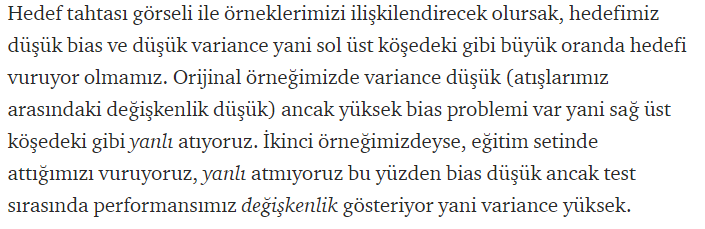 Hedef tahtası görseli ile örneklerimizi ilişkilendirecek olursak, hedefimiz
düşük bias ve düşük variance yani sol üst köşedeki gibi büyük oranda hedefi
vuruyor olmamız. Orijinal örneğimizde variance düşük (atışlarımız
arasındaki değişkenlik düşük) ancak yüksek bias problemi var yani sağ üst
köşedeki gibi yanlı atıyoruz. İkinci örneğimizdeyse, eğitim setinde
attığımızı vuruyoruz, yanlı atmıyoruz bu yüzden bias düşük ancak test
sırasında performansımız değişkenlik gösteriyor yani variance yüksek.